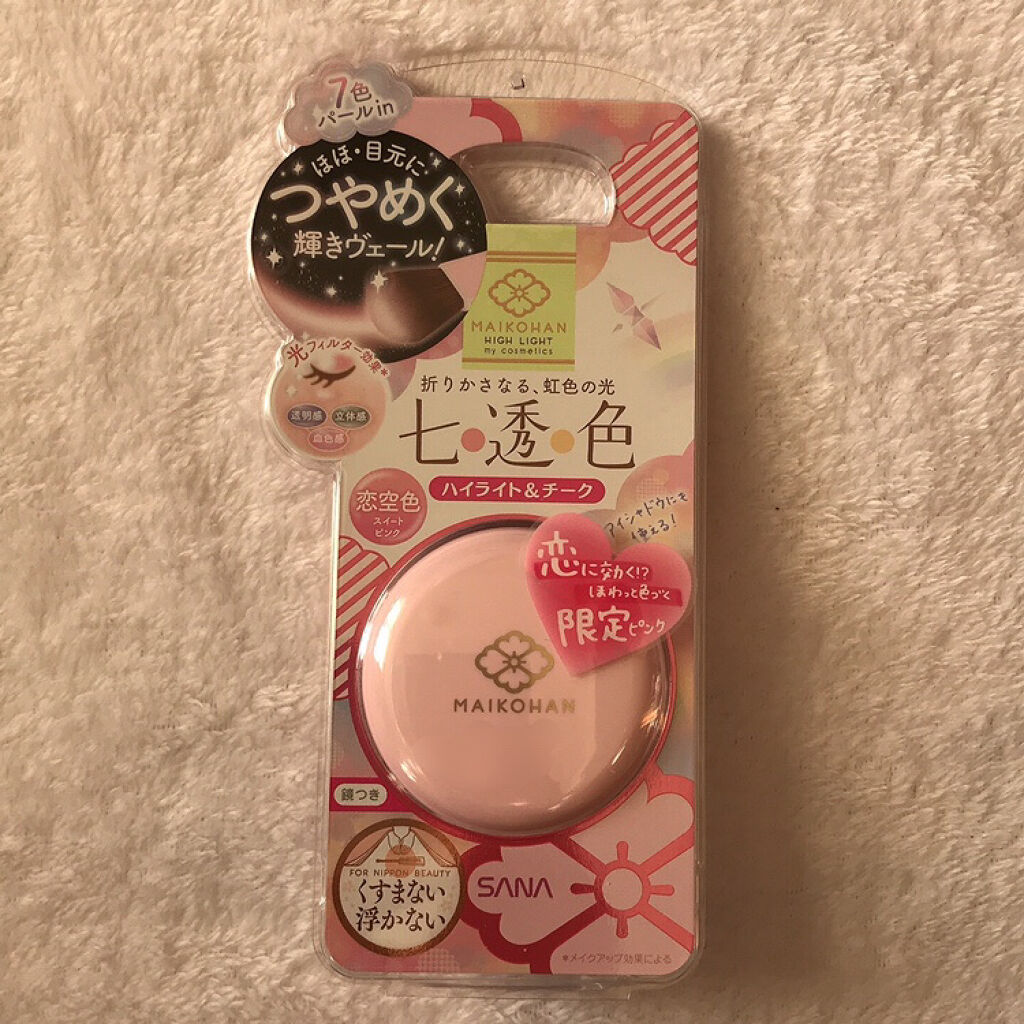 7色
パールin
ほほ・目元に
つやめく
輝きヴェール!
光フィルター効果*
透明感 立体感
血色感
MAIKOHAN
HIGH LIGHT
my cosmetics
折りかさなる、虹色の光
七・透・色
ハイライト&チーク
恋空色
スイート
ピンク
アイシャドウにも
使える!
恋に効く!?
ほわっと色づく
限定ピンク
MAIKOHAN
鏡つき
FOR NIPPON BEAUTY
くすまない
浮かない
SANA
*メイクアップ効果による